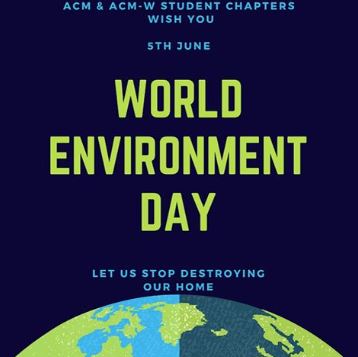 ACM & ACM-W STUDENT CHAPTERS
WISH YOU
5TH JUNE
WORLD
ENVIRONMENT
DAY
LET US STOP DESTROYING
OUR HOME